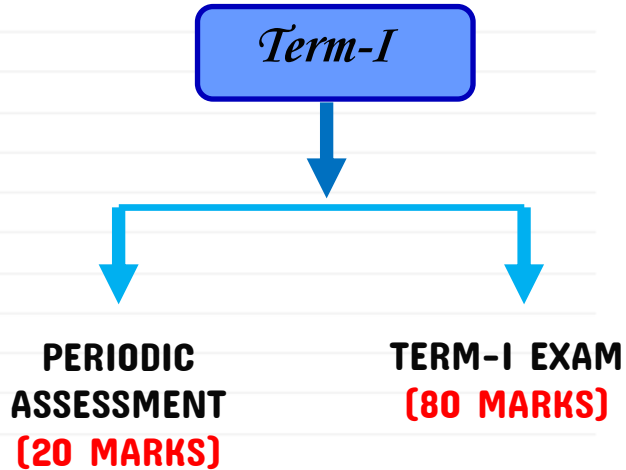 Term-I
PERIODIC
ASSESSMENT
(20 MARKS)
TERM-I EXAM
(80 MARKS)